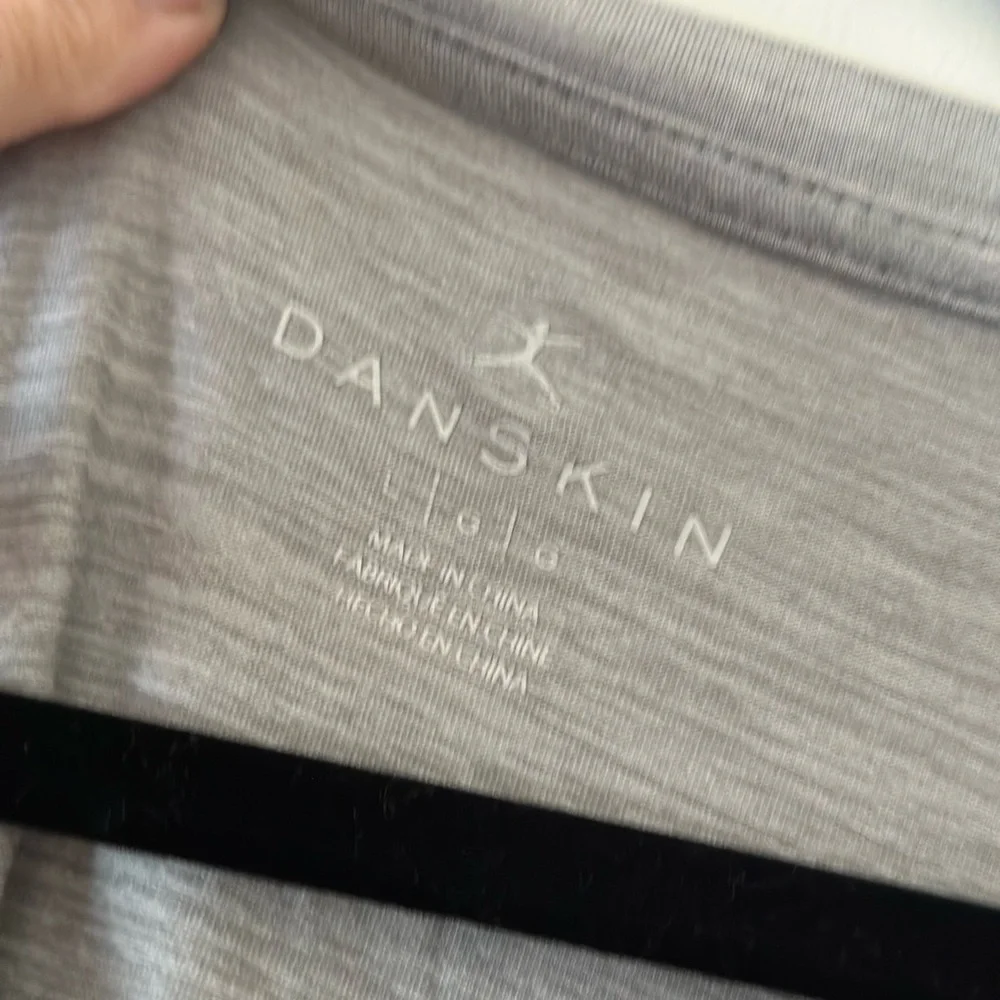 DANSKIN
L | G | G
MADE IN CHINA
FABRIQUÉ EN CHINE
HECHO EN CHINA